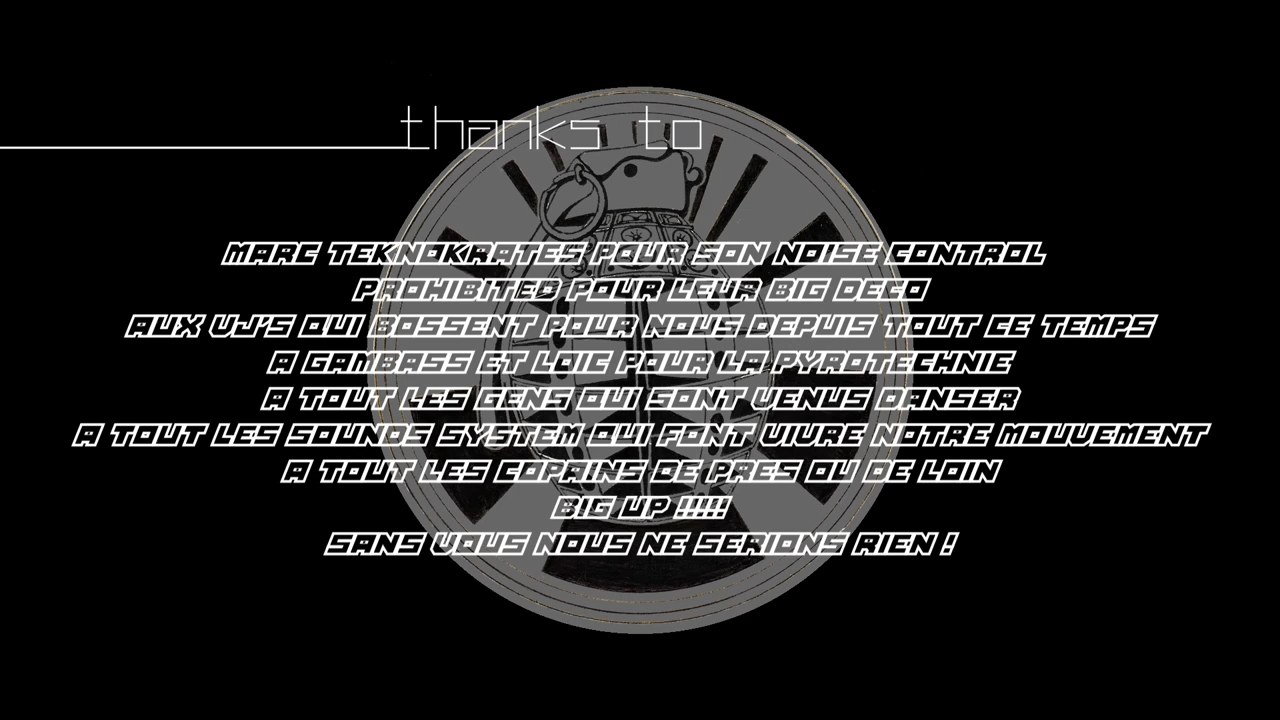 thanks to
MARC TEKNOKRATES POUR SON NOISE CONTROL
PROHIBITED POUR LEUR BIG DECO
AUX VJ'S QUI BOSSENT POUR NOUS DEPUIS TOUT CE TEMPS
A GAMBASS ET LOIC POUR LA PYROTECHNIE
A TOUT LES GENS QUI SONT VENUS DANSER
A TOUT LES SOUNDS SYSTEM QUI FONT VIVRE NOTRE MOUVEMENT
A TOUT LES COPAINS DE PRES OU DE LOIN
BIG UP !!!!!
SANS VOUS NOUS NE SERIONS RIEN !